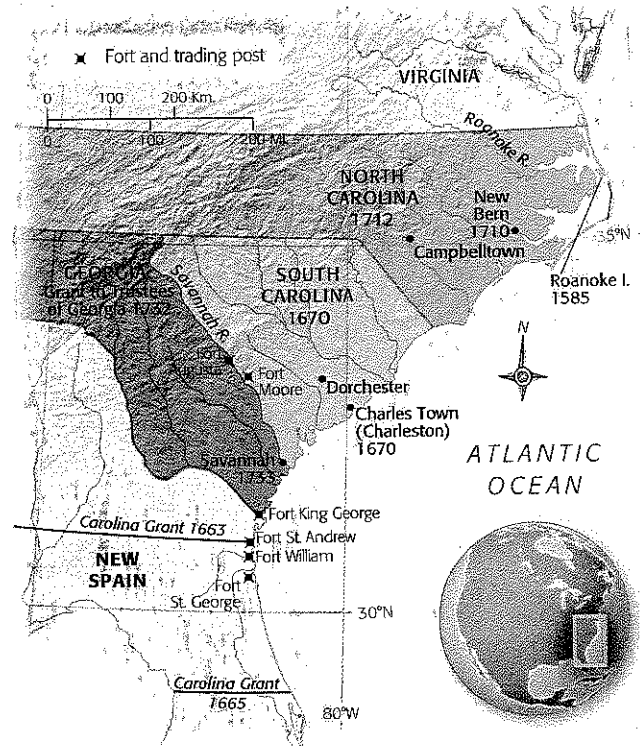 Fort and trading post
0 100 200 Km.
0 100 200 Mi.
VIRGINIA
Roanoke R.
NORTH
CAROLINA
1712
New
Bern
1710
35°N
Campbelltown
Roanoke I.
1585
GEORGIA
Grant to Trustees
of Georgia 1732
Savannah R.
SOUTH
CAROLINA
1670
N
Fort
Augusta
Fort
Moore
Dorchester
Charles Town
(Charleston)
1670
ATLANTIC
OCEAN
Savannah
1733
Fort King George
Carolina Grant 1663
Fort St. Andrew
Fort William
NEW
SPAIN
Fort
St. George
30°N
Carolina Grant
1665
80°W